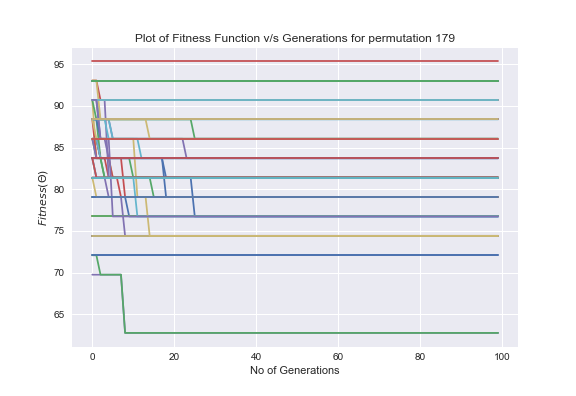 Plot of Fitness Function v/s Generations for permutation 179
95
90
85
80
75
70
65
Fitness(Θ)
0 20 40 60 80 100
No of Generations